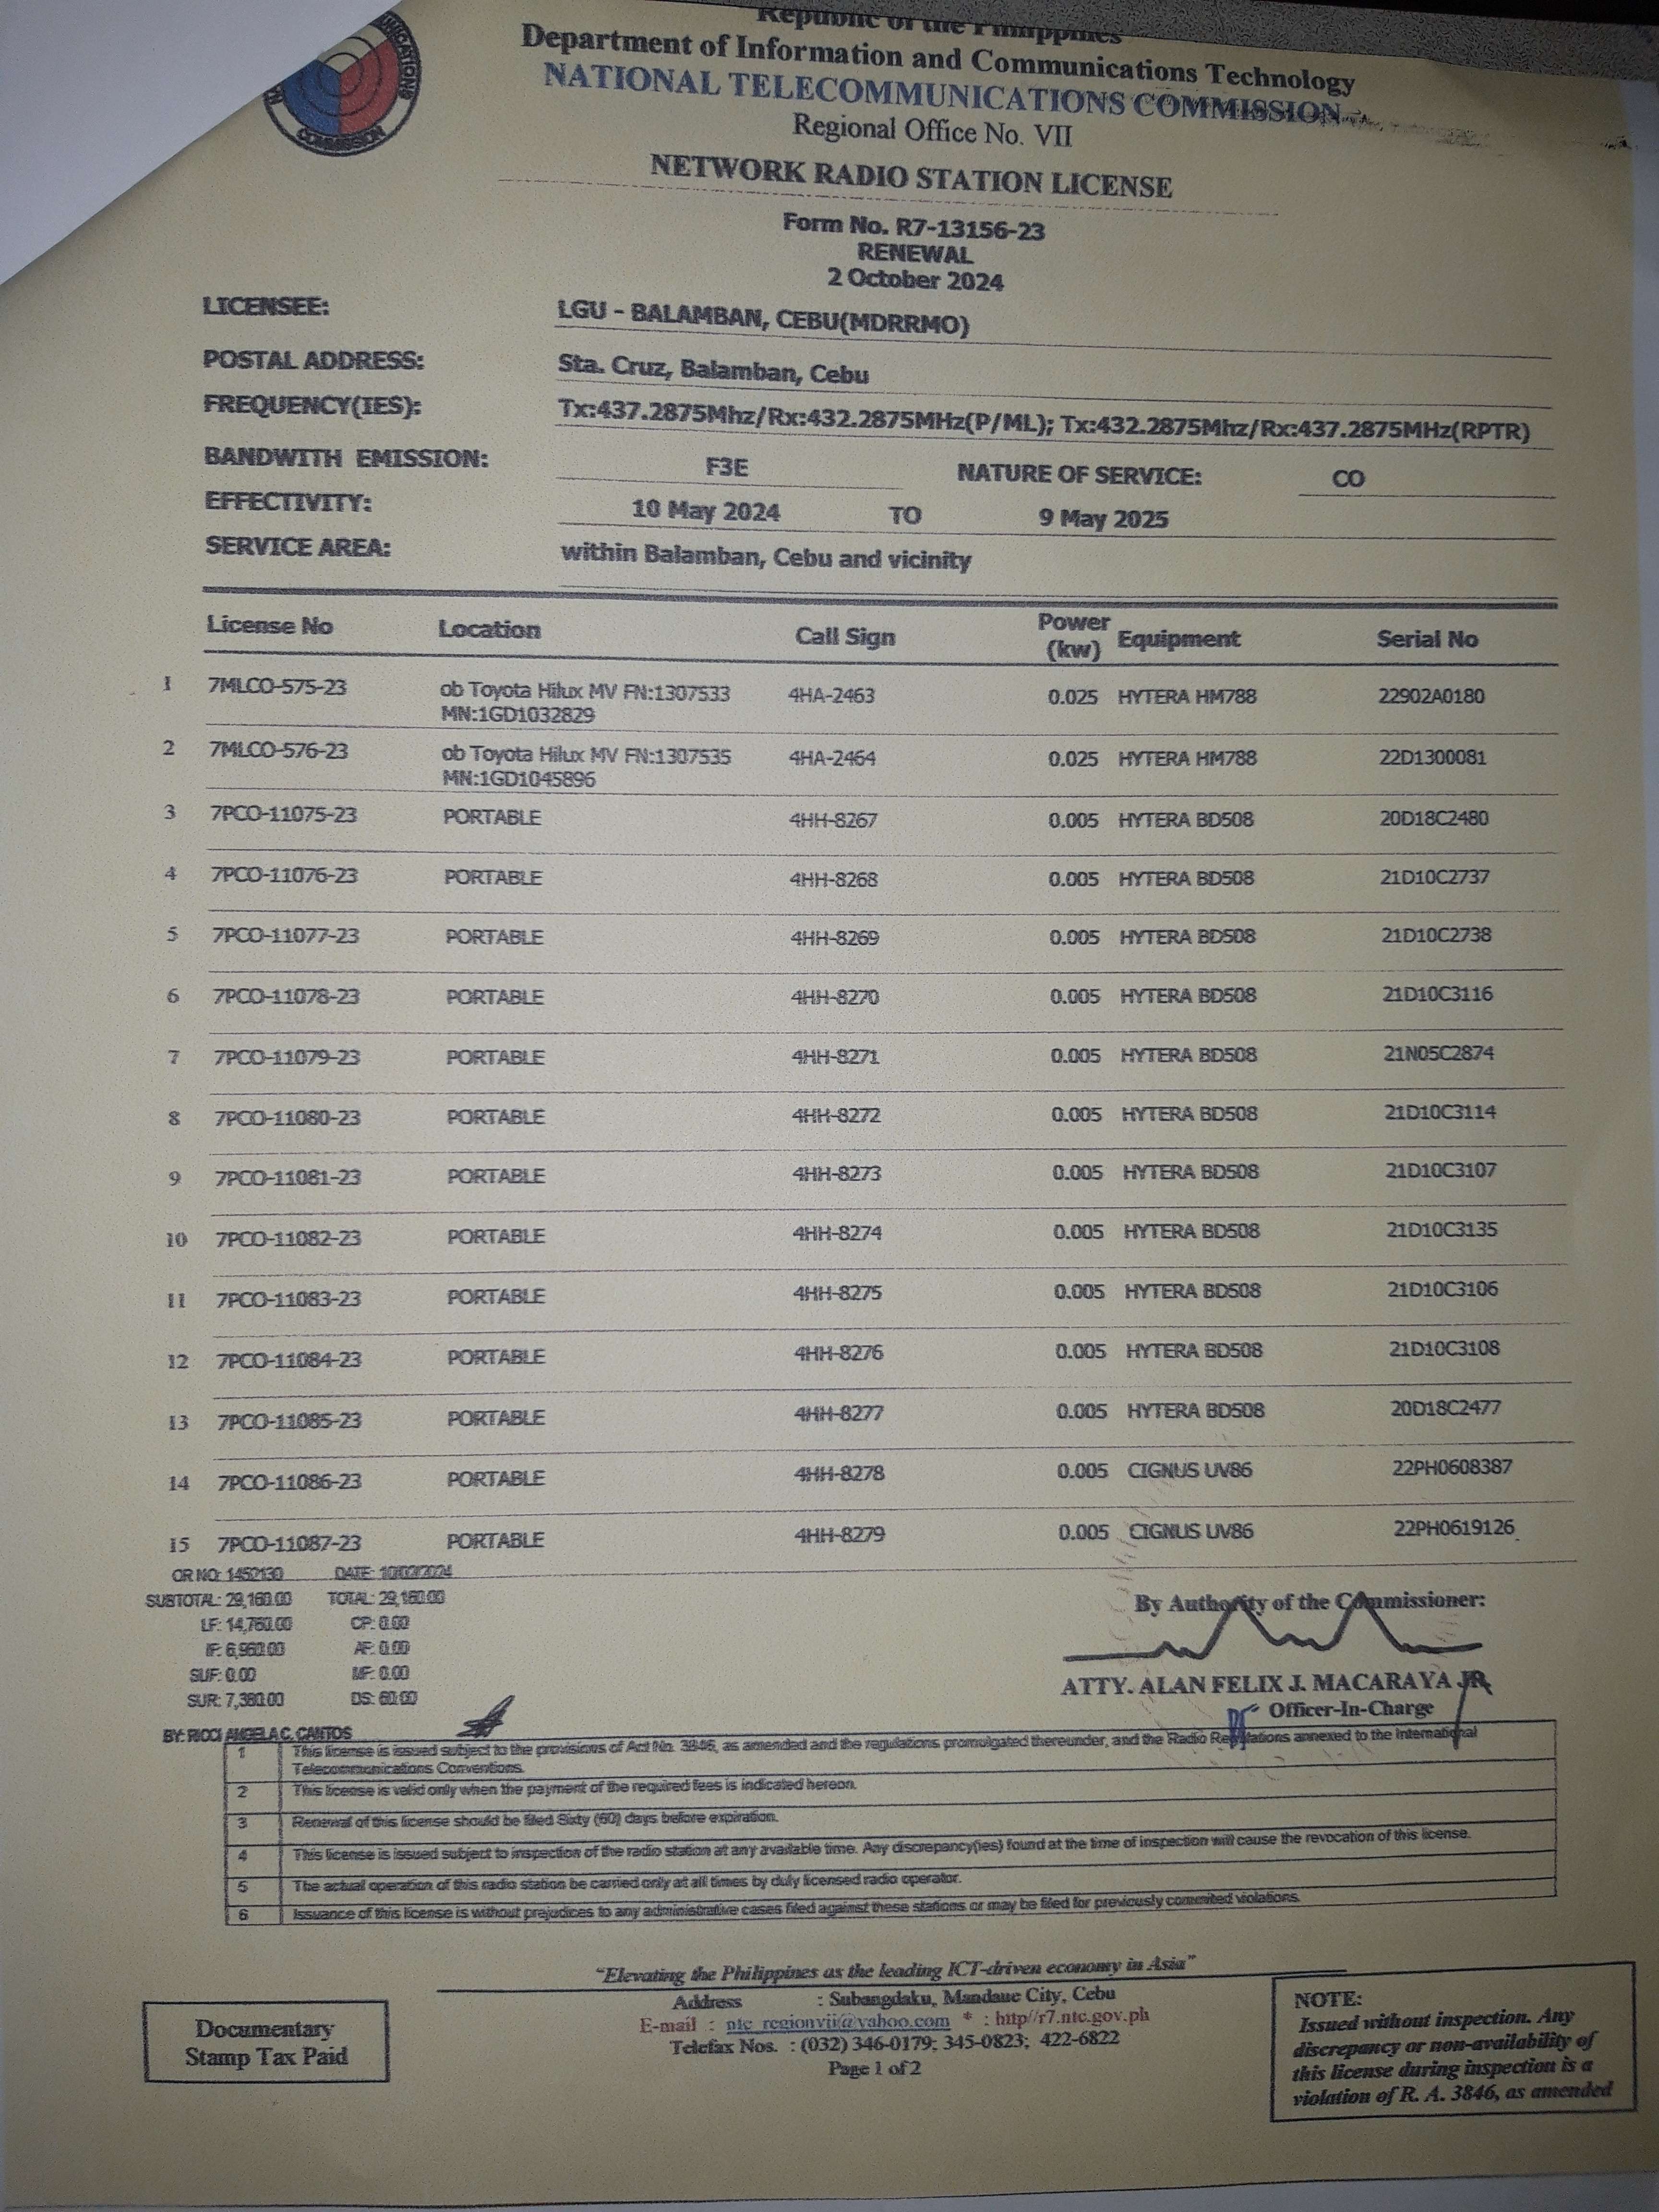 Republic of the Philippines
Department of Information and Communications Technology
NATIONAL TELECOMMUNICATIONS COMMISSION
Regional Office No. VII
COMMISSION
NETWORK RADIO STATION LICENSE
Form No. R7-13156-23
RENEWAL
2 October 2024
LICENSEE: LGU - BALAMBAN, CEBU(MDRRMO)
POSTAL ADDRESS: Sta. Cruz, Balamban, Cebu
FREQUENCY(IES): Tx:437.2875Mhz/Rx:432.2875MHz(P/ML); Tx:432.2875Mhz/Rx:437.2875MHz(RPTR)
BANDWITH EMISSION: F3E NATURE OF SERVICE: CO
EFFECTIVITY: 10 May 2024 TO 9 May 2025
SERVICE AREA: within Balamban, Cebu and vicinity
License No Location Call Sign Power (kw) Equipment Serial No
1 7MLCO-575-23 ob Toyota Hilux MV FN:1307533 4HA-2463 0.025 HYTERA HM788 22902A0180
MN:1GD1032829
2 7MLCO-576-23 ob Toyota Hilux MV FN:1307535 4HA-2464 0.025 HYTERA HM788 22D1300081
MN:1GD1045896
3 7PCO-11075-23 PORTABLE 4HH-8267 0.005 HYTERA BD508 20D18C2480
4 7PCO-11076-23 PORTABLE 4HH-8268 0.005 HYTERA BD508 21D10C2737
5 7PCO-11077-23 PORTABLE 4HH-8269 0.005 HYTERA BD508 21D10C2738
6 7PCO-11078-23 PORTABLE 4HH-8270 0.005 HYTERA BD508 21D10C3116
7 7PCO-11079-23 PORTABLE 4HH-8271 0.005 HYTERA BD508 21N05C2874
8 7PCO-11080-23 PORTABLE 4HH-8272 0.005 HYTERA BD508 21D10C3114
9 7PCO-11081-23 PORTABLE 4HH-8273 0.005 HYTERA BD508 21D10C3107
10 7PCO-11082-23 PORTABLE 4HH-8274 0.005 HYTERA BD508 21D10C3135
11 7PCO-11083-23 PORTABLE 4HH-8275 0.005 HYTERA BD508 21D10C3106
12 7PCO-11084-23 PORTABLE 4HH-8276 0.005 HYTERA BD508 21D10C3108
13 7PCO-11085-23 PORTABLE 4HH-8277 0.005 HYTERA BD508 20D18C2477
14 7PCO-11086-23 PORTABLE 4HH-8278 0.005 CIGNUS UV86 22PH0608387
15 7PCO-11087-23 PORTABLE 4HH-8279 0.005 CIGNUS UV86 22PH0619126
OR NO: 1452130 DATE: 10/02/2024
SUBTOTAL: 29,160.00 TOTAL: 29,160.00
LF: 14,760.00 CP: 0.00
IF: 6,960.00 AF: 0.00
SUF: 0.00 MF: 0.00
SUR: 7,380.00 DS: 60.00
BY: RICCI ANGELA C. CANTOS
By Authority of the Commissioner:
ATTY. ALAN FELIX J. MACARAYA JR
Officer-In-Charge
1 This license is issued subject to the provisions of Act No. 3846, as amended and the regulations promulgated thereunder, and the Radio Regulations annexed to the International
Telecommunications Conventions.
2 This license is valid only when the payment of the required fees is indicated hereon.
3 Renewal of this license should be filed Sixty (60) days before expiration.
4 This license is issued subject to inspection of the radio station at any available time. Any discrepancy(ies) found at the time of inspection will cause the revocation of this license.
5 The actual operation of this radio station be carried only at all times by duly licensed radio operator.
6 Issuance of this license is without prejudices to any administrative cases filed against these stations or may be filed for previously commited violations.
"Elevating the Philippines as the leading ICT-driven economy in Asia"
Address : Subangdaku, Mandaue City, Cebu
E-mail : ntc_regionvii@yahoo.com * : http//r7.ntc.gov.ph
Telefax Nos. : (032) 346-0179; 345-0823; 422-6822
Page 1 of 2
Documentary
Stamp Tax Paid
NOTE:
Issued without inspection. Any
discrepancy or non-availability of
this license during inspection is a
violation of R. A. 3846, as amended